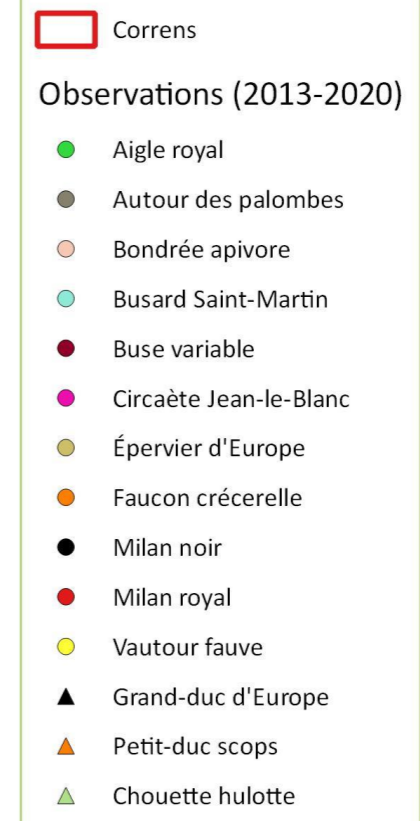 Correns
Observations (2013-2020)
Aigle royal
Autour des palombes
Bondrée apivore
Busard Saint-Martin
Buse variable
Circaète Jean-le-Blanc
Épervier d'Europe
Faucon crécerelle
Milan noir
Milan royal
Vautour fauve
Grand-duc d'Europe
Petit-duc scops
Chouette hulotte